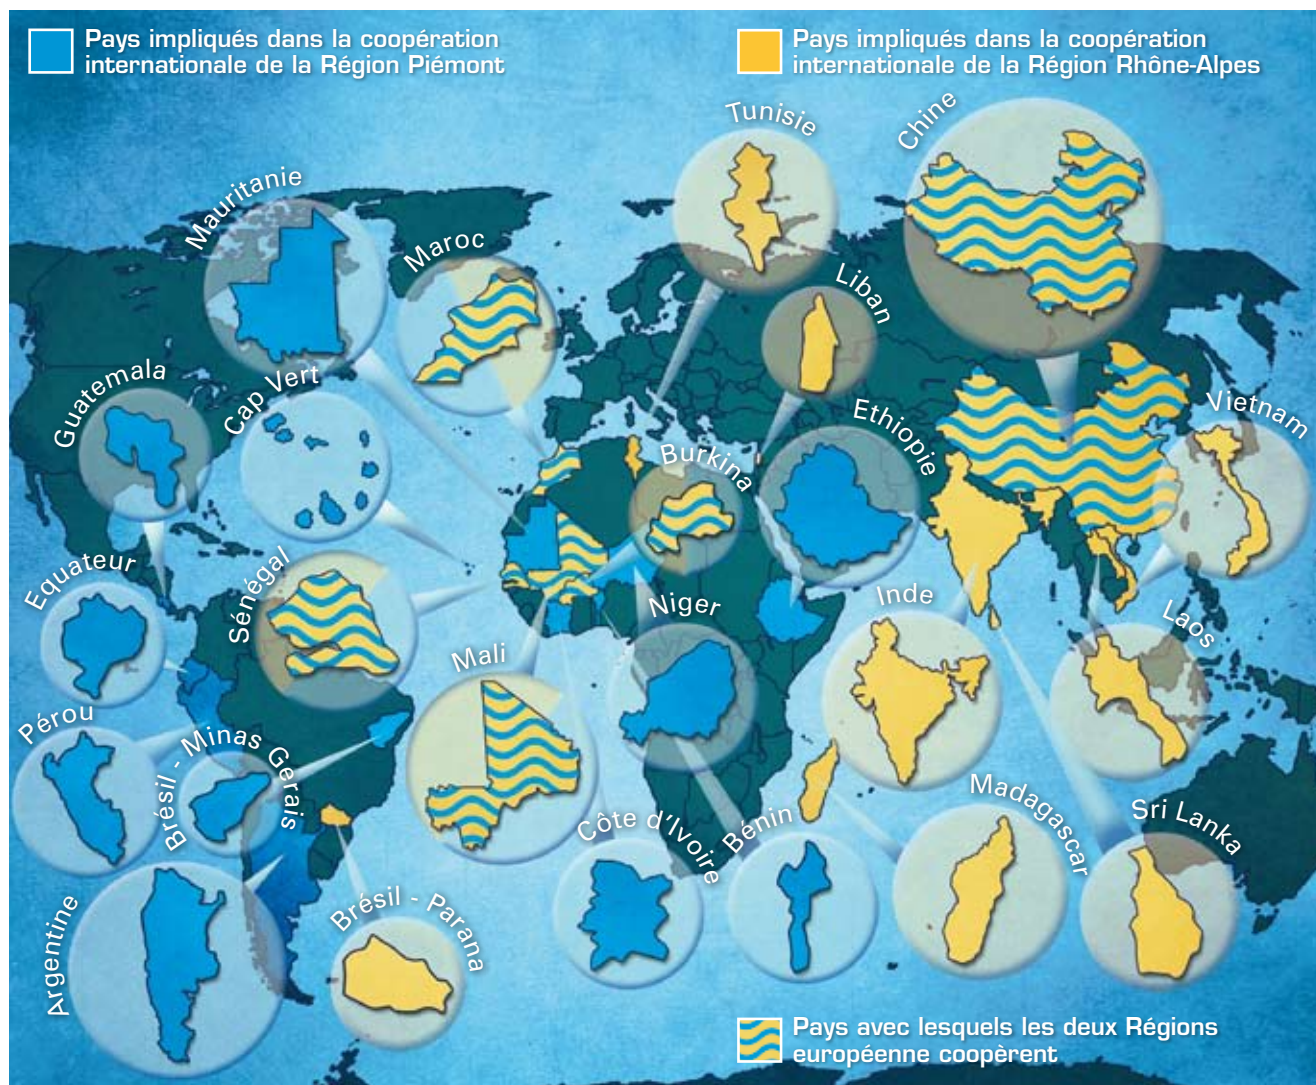 Pays impliqués dans la coopération
internationale de la Région Piémont
Pays impliqués dans la coopération
internationale de la Région Rhône-Alpes
Tunisie
Chine
Mauritanie
Maroc
Liban
Guatemala
Cap Vert
Ethiopie
Vietnam
Burkina
Equateur
Sénégal
Niger
Inde
Laos
Mali
Pérou
Brésil - Minas Gerais
Côte d'Ivoire
Bénin
Madagascar
Sri Lanka
Argentine
Brésil - Parana
Pays avec lesquels les deux Régions
européenne coopèrent